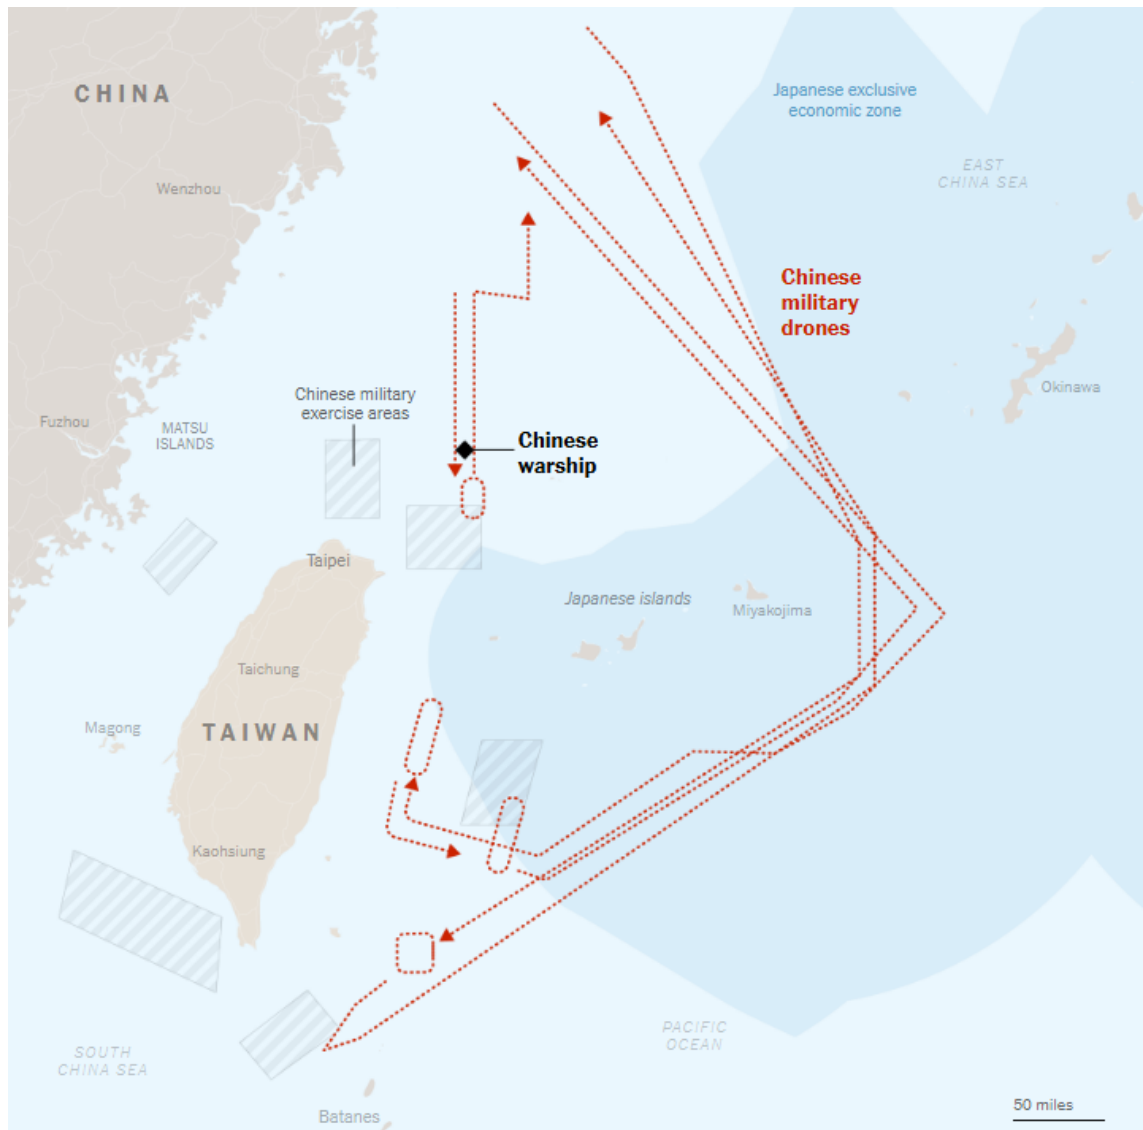 CHINA
Japanese exclusive
economic zone
EAST
CHINA SEA
Wenzhou
Chinese
military
drones
Chinese military
exercise areas
Okinawa
Fuzhou
MATSU
ISLANDS
Chinese
warship
Taipei
Japanese islands
Miyakojima
Taichung
Magong
TAIWAN
Kaohsiung
PACIFIC
OCEAN
SOUTH
CHINA SEA
Batanes
50 miles